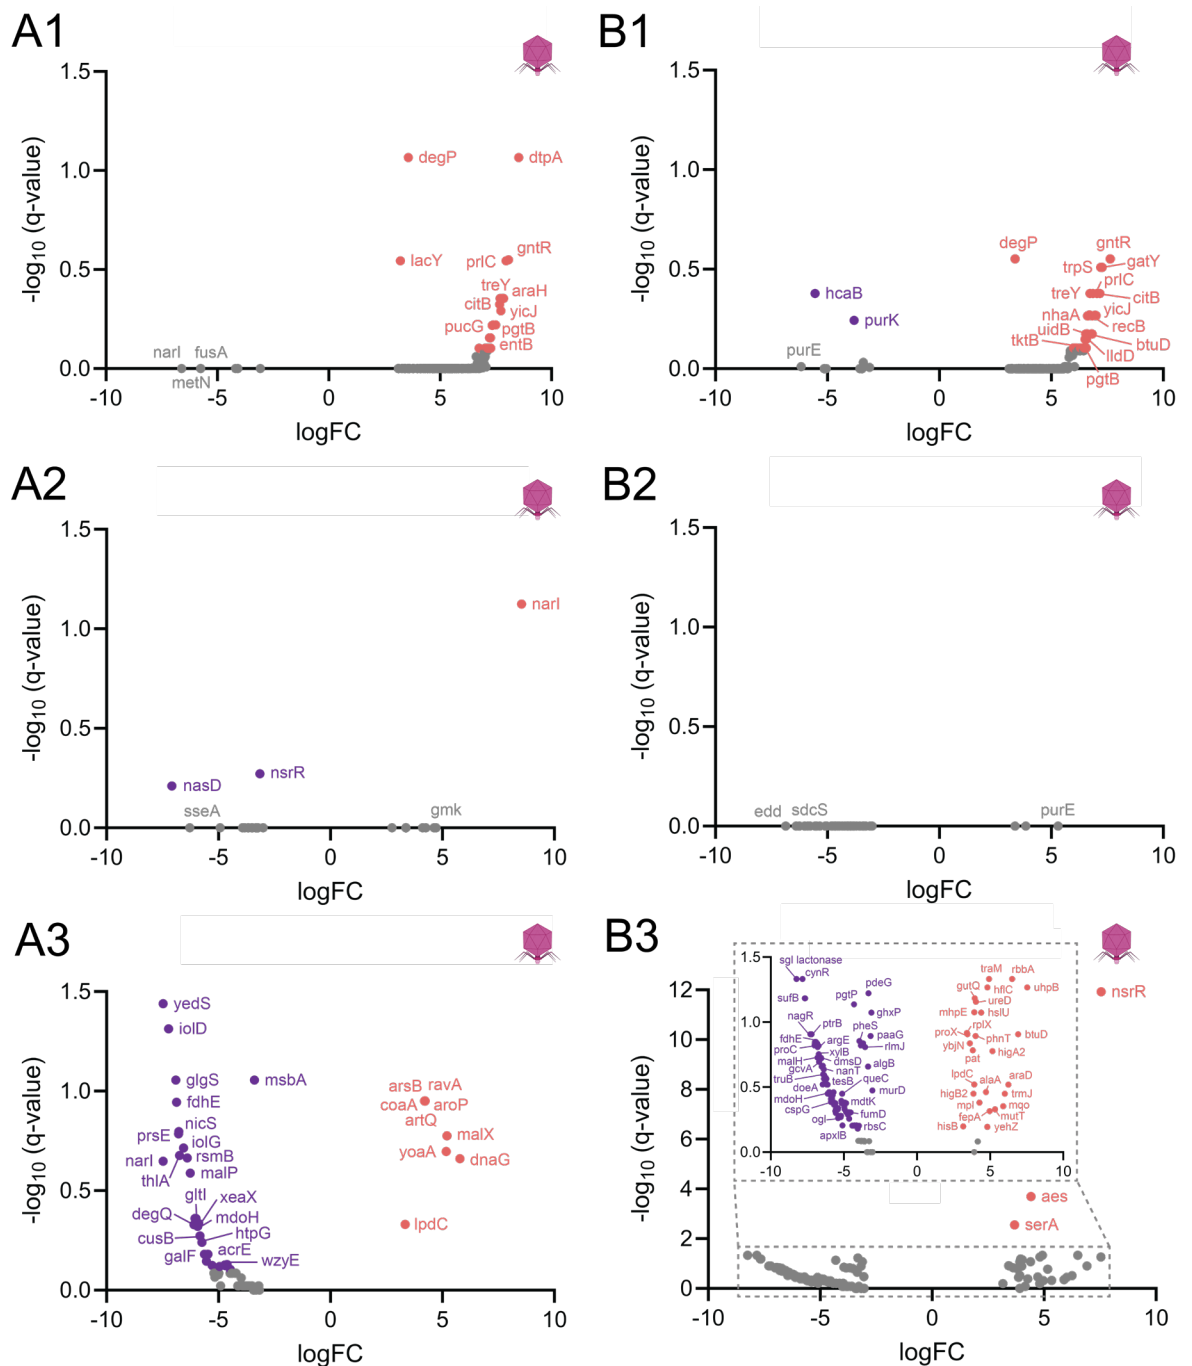 A1
1.5
1.0
0.5
0.0
-10
-5
0
5
10
-log10 (q-value)
logFC
degP
dtpA
lacY
prlC
gntR
treY
araH
citB
yicJ
pucG
pgtB
entB
narI
fusA
metN
B1
1.5
1.0
0.5
0.0
-10
-5
0
5
10
-log10 (q-value)
logFC
degP
gntR
trpS
gatY
prlC
treY
citB
hcaB
purK
nhaA
yicJ
uidB
recB
tktB
btuD
lldD
pgtB
purE
A2
1.5
1.0
0.5
0.0
-10
-5
0
5
10
-log10 (q-value)
logFC
narI
nasD
nsrR
sseA
gmk
B2
1.5
1.0
0.5
0.0
-10
-5
0
5
10
-log10 (q-value)
logFC
edd
sdcS
purE
A3
1.5
1.0
0.5
0.0
-10
-5
0
5
10
-log10 (q-value)
logFC
yedS
iolD
glgS
msbA
fdhE
nicS
prsE
iolG
narI
rsmB
thlA
malP
gltI
xeaX
degQ
mdoH
cusB
htpG
galF
acrE
wzyE
arsB
ravA
coaA
aroP
artQ
malX
yoaA
dnaG
lpdC
B3
12
10
8
6
4
2
0
-10
-5
0
5
10
-log10 (q-value)
logFC
nsrR
aes
serA
1.5
1.0
0.5
0.0
-10
-5
0
5
10
sgl lactonase
cynR
sufB
pdeG
pgtP
ghxP
nagR
ptrB
pheS
paaG
fdhE
argE
proC
rlmJ
xylB
malH
dmsD
gcvA
nanT
algB
truB
tesB
doeA
queC
murD
mdoH
mdtK
cspG
fumD
ogl
rbsC
apxIB
traM
rbbA
gutQ
hflC
uhpB
ureD
mhpE
hslU
rplX
proX
phnT
btuD
ybjN
pat
higA2
lpdC
alaA
araD
higB2
trmJ
mpl
mqo
fepA
mutT
hisB
yehZ